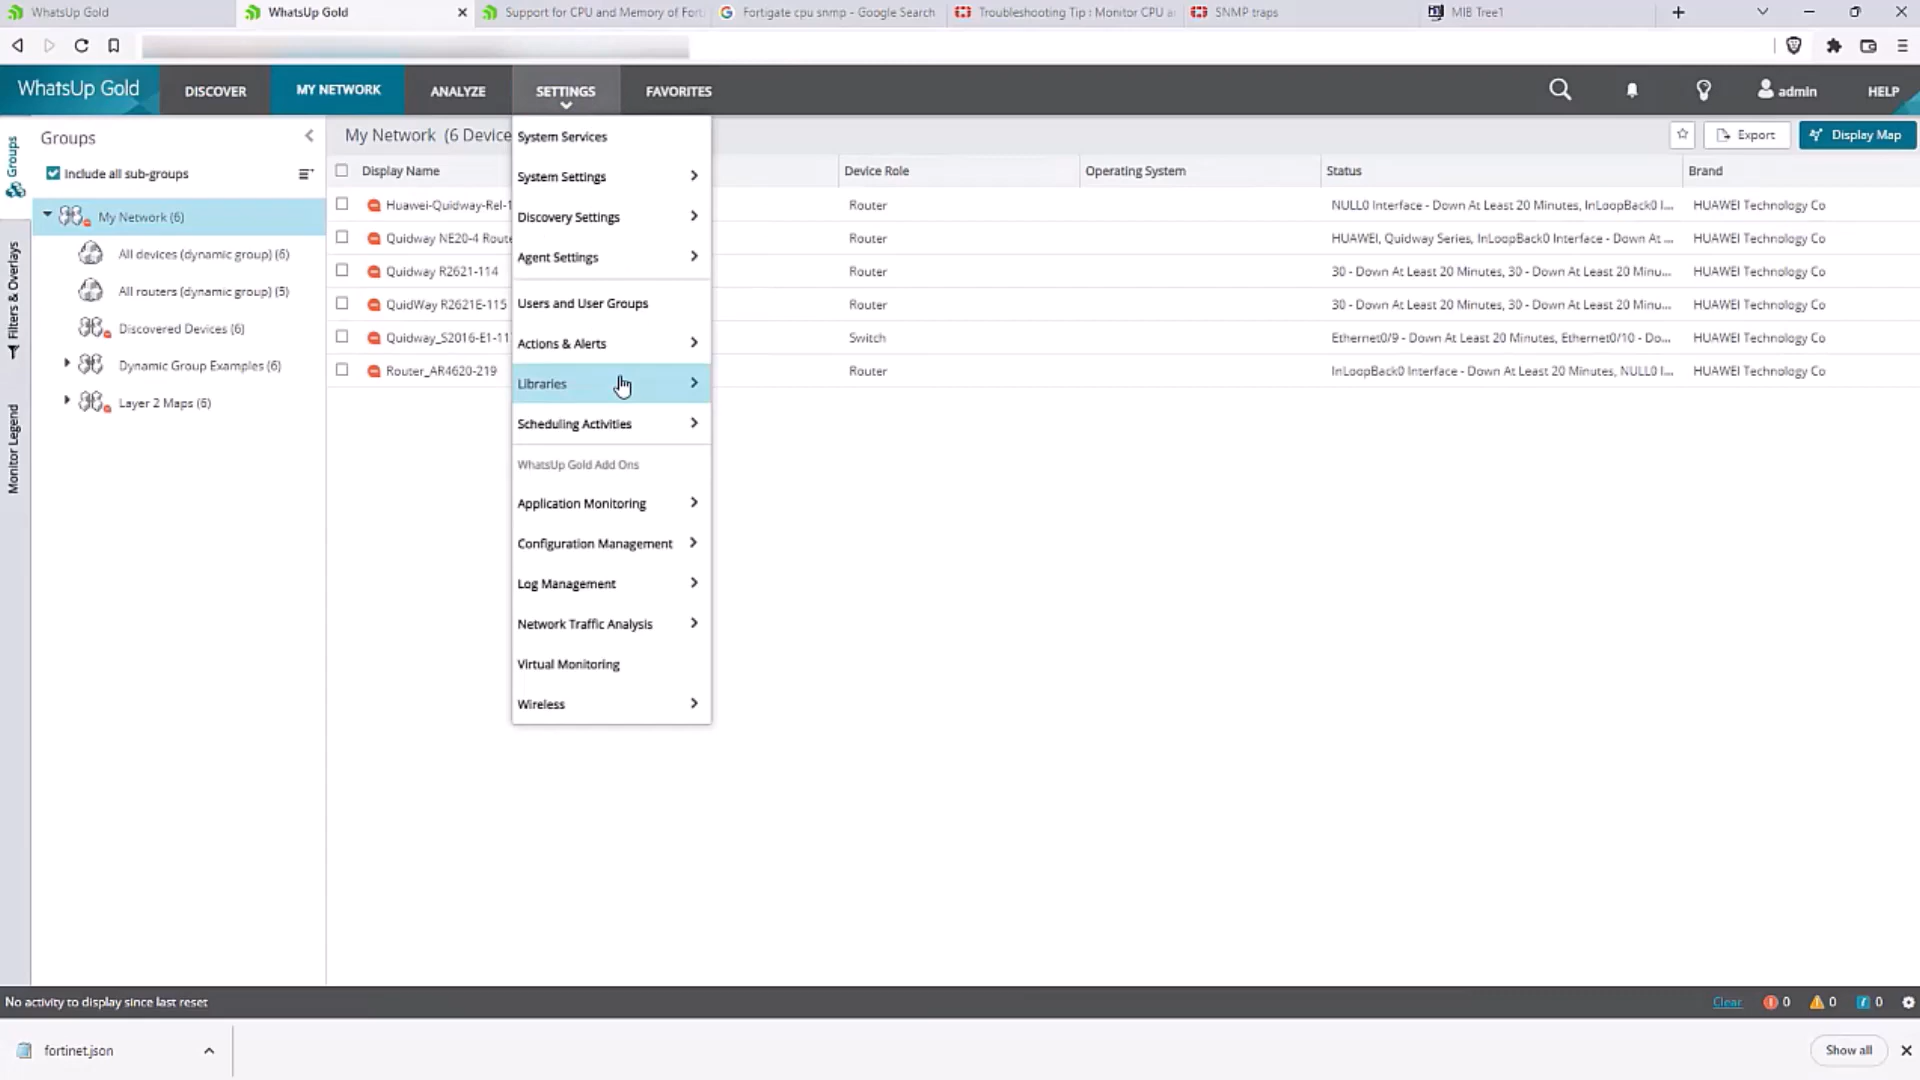 WhatsUp Gold
WhatsUp Gold
Support for CPU and Memory of Fort
Fortigate cpu snmp - Google Search
Troubleshooting Tip : Monitor CPU a
SNMP traps
MIB Tree1
WhatsUp Gold
DISCOVER
MY NETWORK
ANALYZE
SETTINGS
FAVORITES
admin
HELP
Groups
Filters & Overlays
Monitor Legend
Groups
Include all sub-groups
My Network (6)
All devices (dynamic group) (6)
All routers (dynamic group) (5)
Discovered Devices (6)
Dynamic Group Examples (6)
Layer 2 Maps (6)
My Network (6 Device
Export
Display Map
Display Name
Device Role
Operating System
Status
Brand
Huawei-Quidway-Rel-1
Router
NULL0 Interface - Down At Least 20 Minutes, InLoopBack0 I...
HUAWEI Technology Co
Quidway NE20-4 Route
Router
HUAWEI, Quidway Series, InLoopBack0 Interface - Down At ...
HUAWEI Technology Co
Quidway R2621-114
Router
30 - Down At Least 20 Minutes, 30 - Down At Least 20 Minu...
HUAWEI Technology Co
QuidWay R2621E-115
Router
30 - Down At Least 20 Minutes, 30 - Down At Least 20 Minu...
HUAWEI Technology Co
Quidway_S2016-E1-11
Switch
Ethernet0/9 - Down At Least 20 Minutes, Ethernet0/10 - Do...
HUAWEI Technology Co
Router_AR4620-219
Router
InLoopBack0 Interface - Down At Least 20 Minutes, NULL0 I...
HUAWEI Technology Co
System Services
System Settings
Discovery Settings
Agent Settings
Users and User Groups
Actions & Alerts
Libraries
Scheduling Activities
WhatsUp Gold Add Ons
Application Monitoring
Configuration Management
Log Management
Network Traffic Analysis
Virtual Monitoring
Wireless
No activity to display since last reset
Clear
0
0
0
fortinet.json
Show all